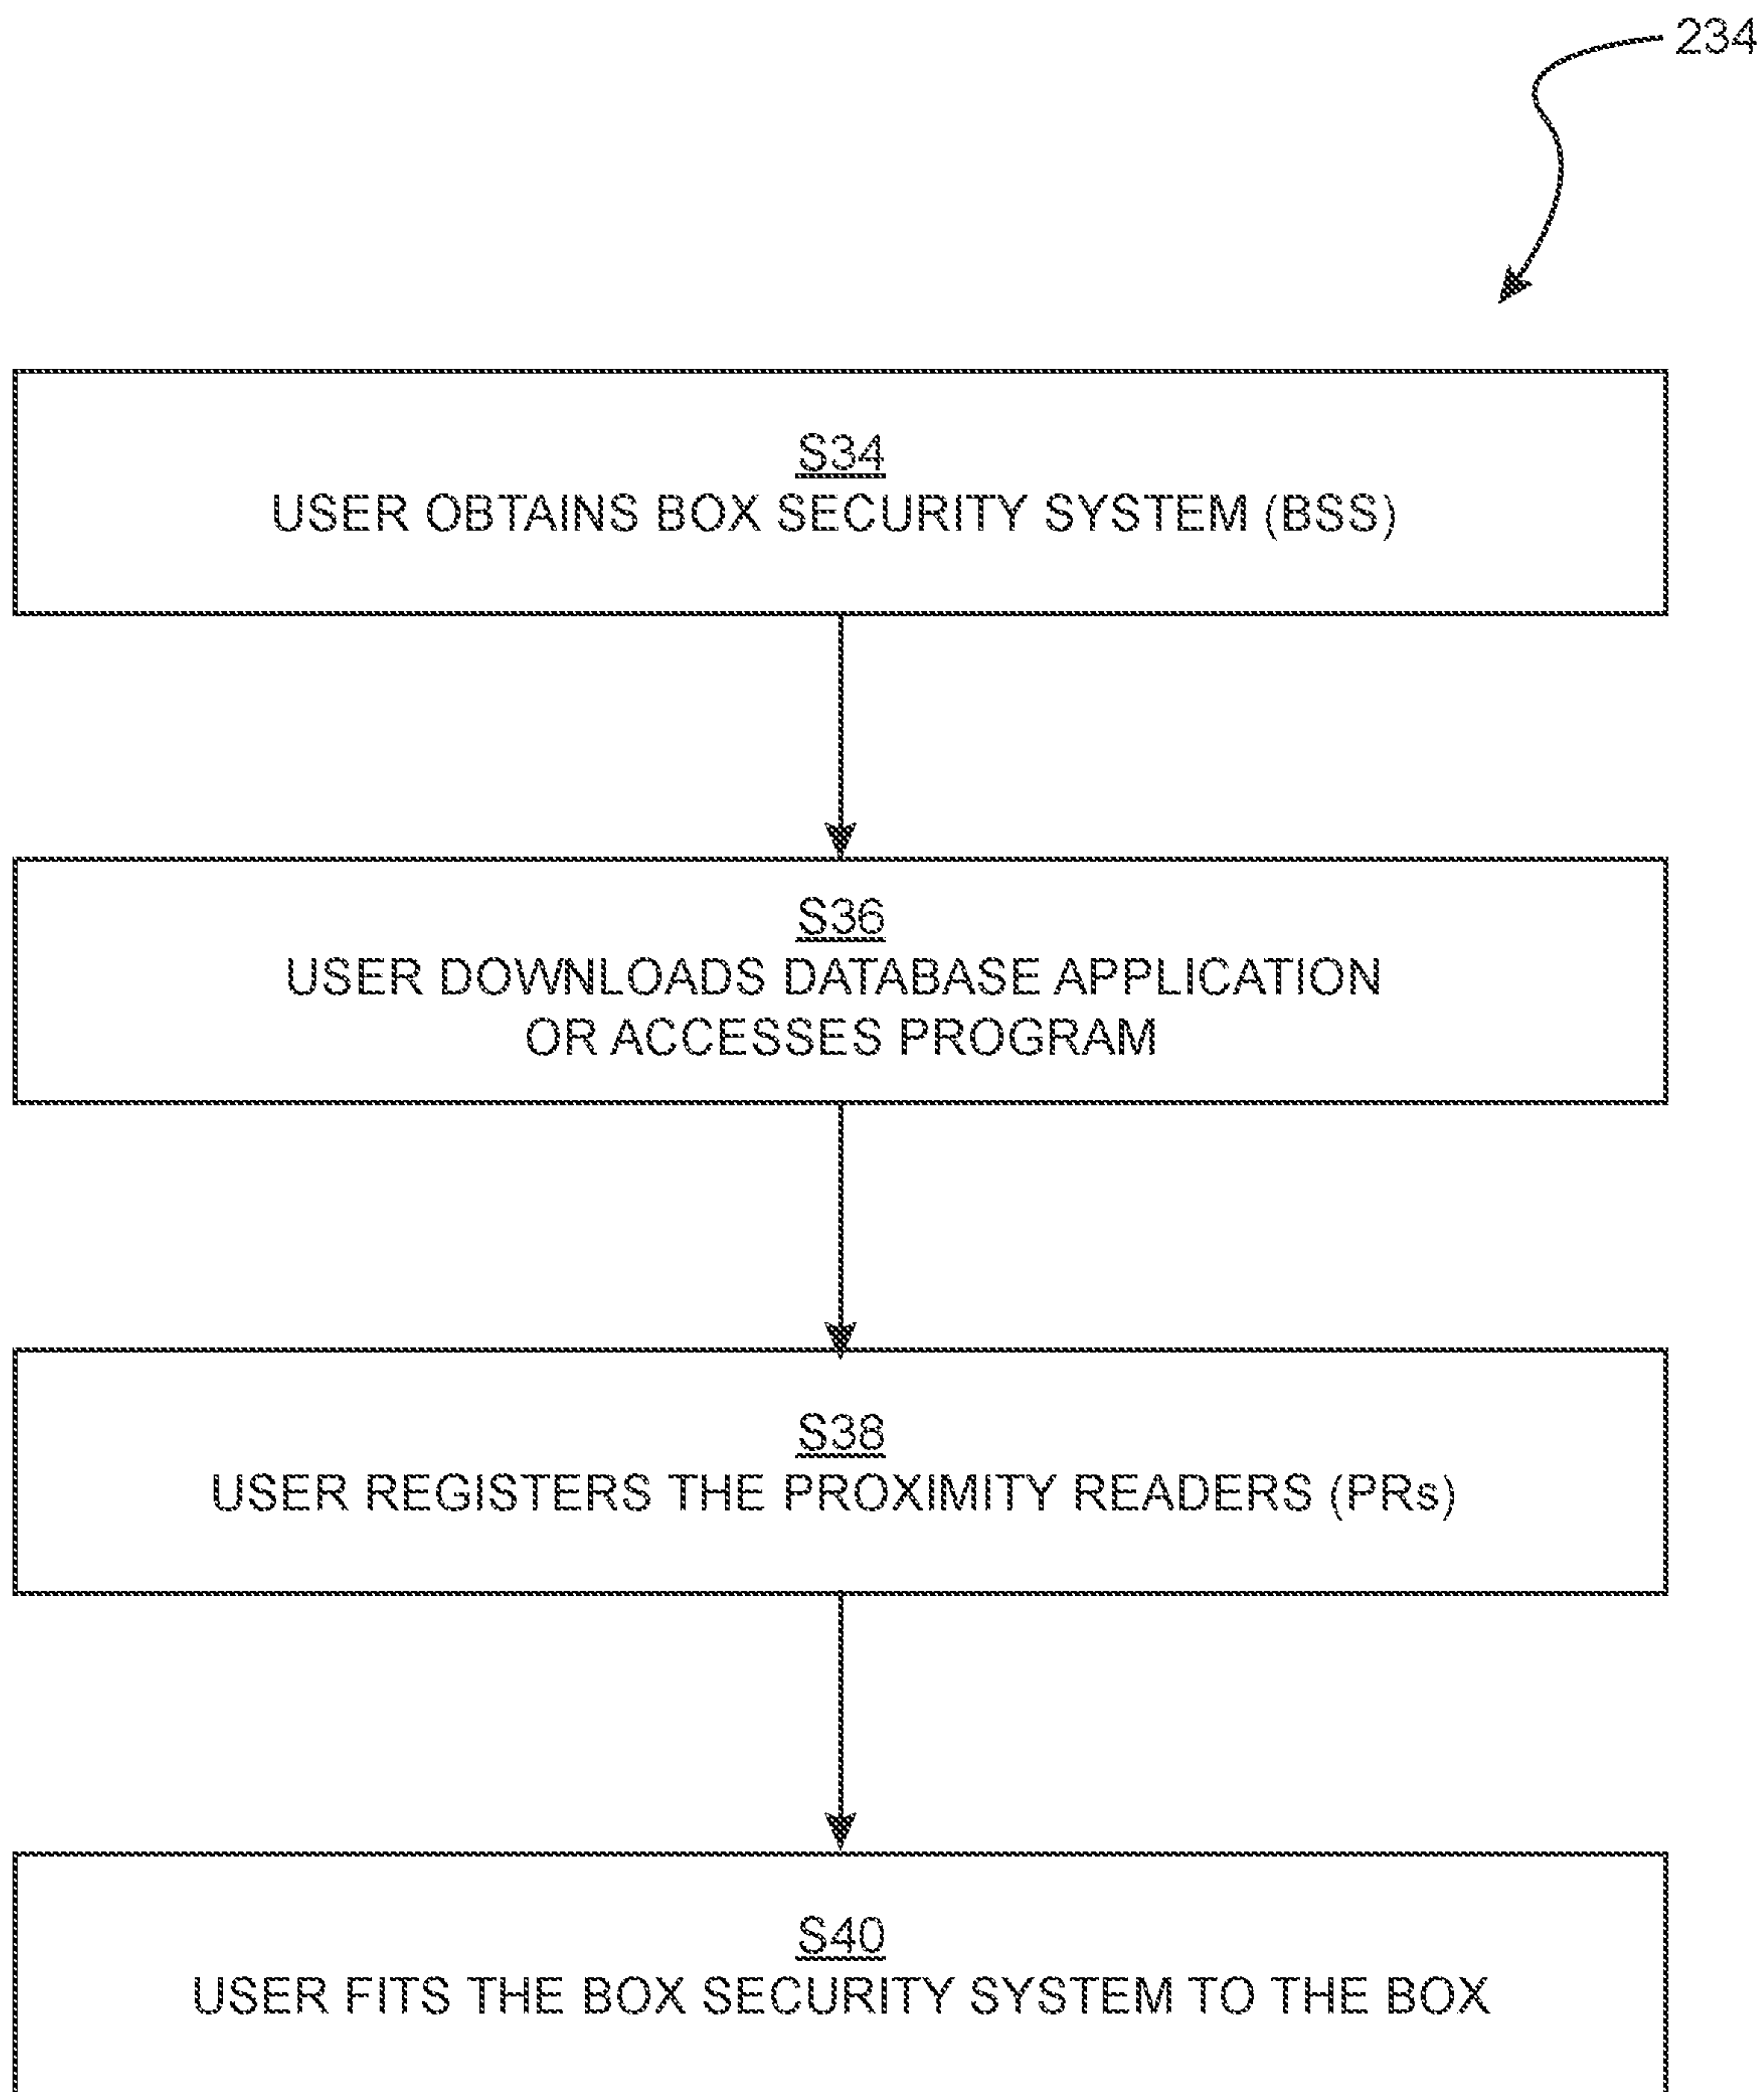 234
S34
USER OBTAINS BOX SECURITY SYSTEM (BSS)
S36
USER DOWNLOADS DATABASE APPLICATION
OR ACCESSES PROGRAM
S38
USER REGISTERS THE PROXIMITY READERS (PRs)
S40
USER FITS THE BOX SECURITY SYSTEM TO THE BOX